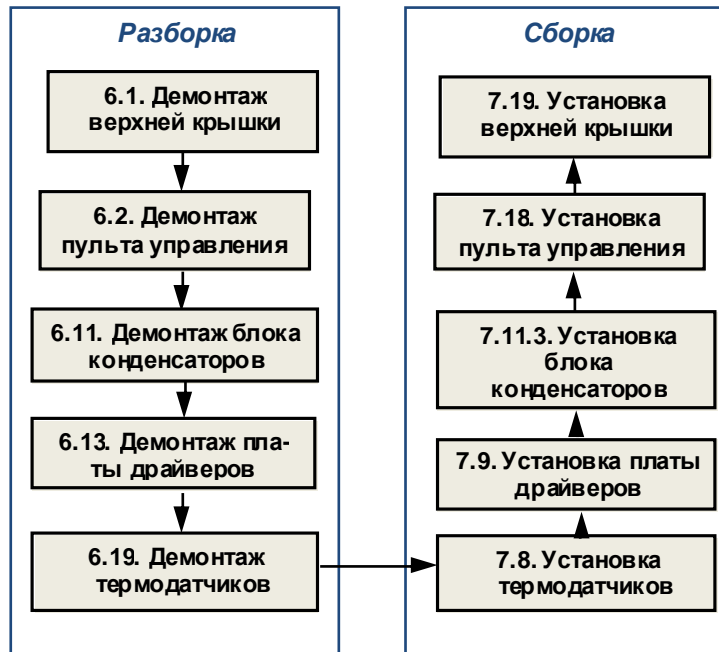 Разборка
6.1. Демонтаж
верхней крышки
6.2. Демонтаж
пульта управления
6.11. Демонтаж блока
конденсаторов
6.13. Демонтаж пла-
ты драйверов
6.19. Демонтаж
термодатчиков
Сборка
7.19. Установка
верхней крышки
7.18. Установка
пульта управления
7.11.3. Установка
блока
конденсаторов
7.9. Установка платы
драйверов
7.8. Установка
термодатчиков